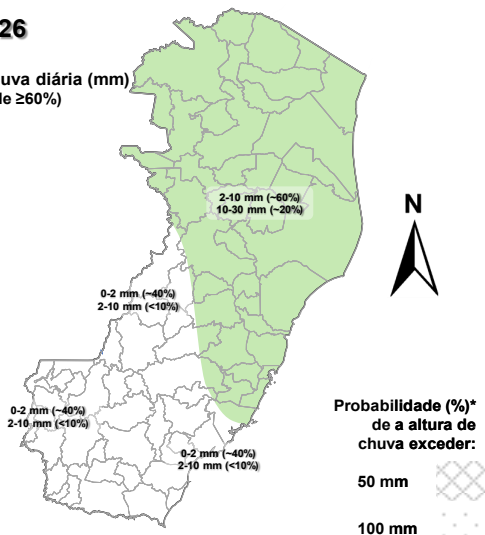 26
uva diária (mm)
de ≥60%)
2-10 mm (~60%)
10-30 mm (~20%)
N
0-2 mm (~40%)
2-10 mm (<10%)
0-2 mm (~40%)
2-10 mm (<10%)
0-2 mm (~40%)
2-10 mm (<10%)
Probabilidade (%)*
de a altura de
chuva exceder:
50 mm
100 mm